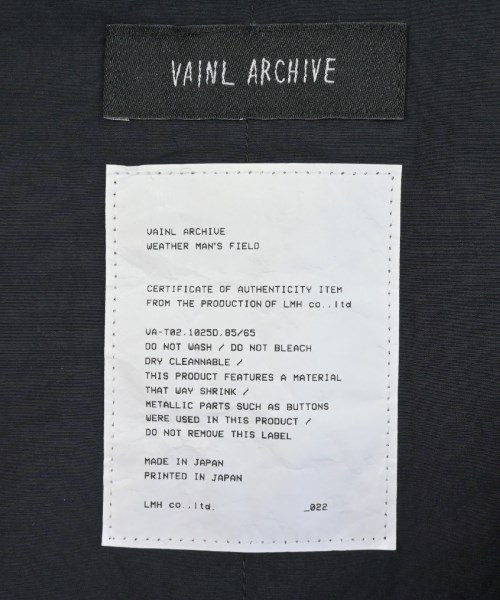 VAINL ARCHIVE
VAINL ARCHIVE
WEATHER MAN'S FIELD
CERTIFICATE OF AUTHENTICITY ITEM
FROM THE PRODUCTION OF LMH co..ltd
VA-T02.1025D.85/65
DO NOT WASH / DO NOT BLEACH
DRY CLEANNABLE /
THIS PRODUCT FEATURES A MATERIAL
THAT WAY SHRINK /
METALLIC PARTS SUCH AS BUTTONS
WERE USED IN THIS PRODUCT /
DO NOT REMOVE THIS LABEL
MADE IN JAPAN
PRINTED IN JAPAN
LMH co..ltd. _022